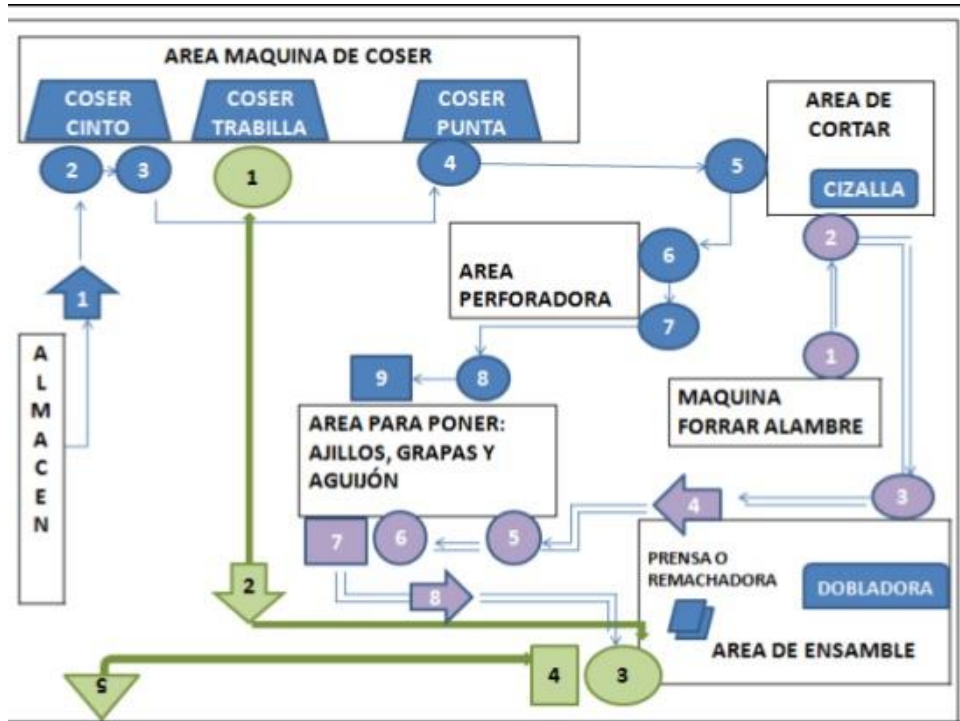 AREA MAQUINA DE COSER
COSER
CINTO
COSER
TRABILLA
COSER
PUNTA
AREA DE
CORTAR
CIZALLA
2
3
1
4
5
2
6
AREA
PERFORADORA
1
7
1
ALMACEN
9
8
MAQUINA
FORRAR ALAMBRE
AREA PARA PONER:
AJILLOS, GRAPAS Y
AGUIJÓN
3
4
7
6
5
PRENSA O
REMACHADORA
DOBLADORA
2
8
AREA DE ENSAMBLE
4
3
5